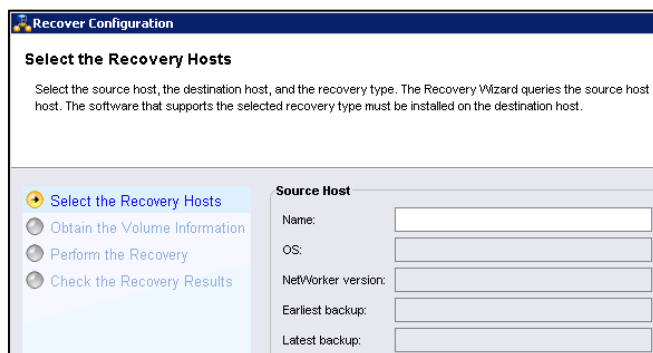 Recover Configuration
Select the Recovery Hosts
Select the source host, the destination host, and the recovery type. The Recovery Wizard queries the source host
host. The software that supports the selected recovery type must be installed on the destination host.
Select the Recovery Hosts
Obtain the Volume Information
Perform the Recovery
Check the Recovery Results
Source Host
Name:
OS:
NetWorker version:
Earliest backup:
Latest backup: